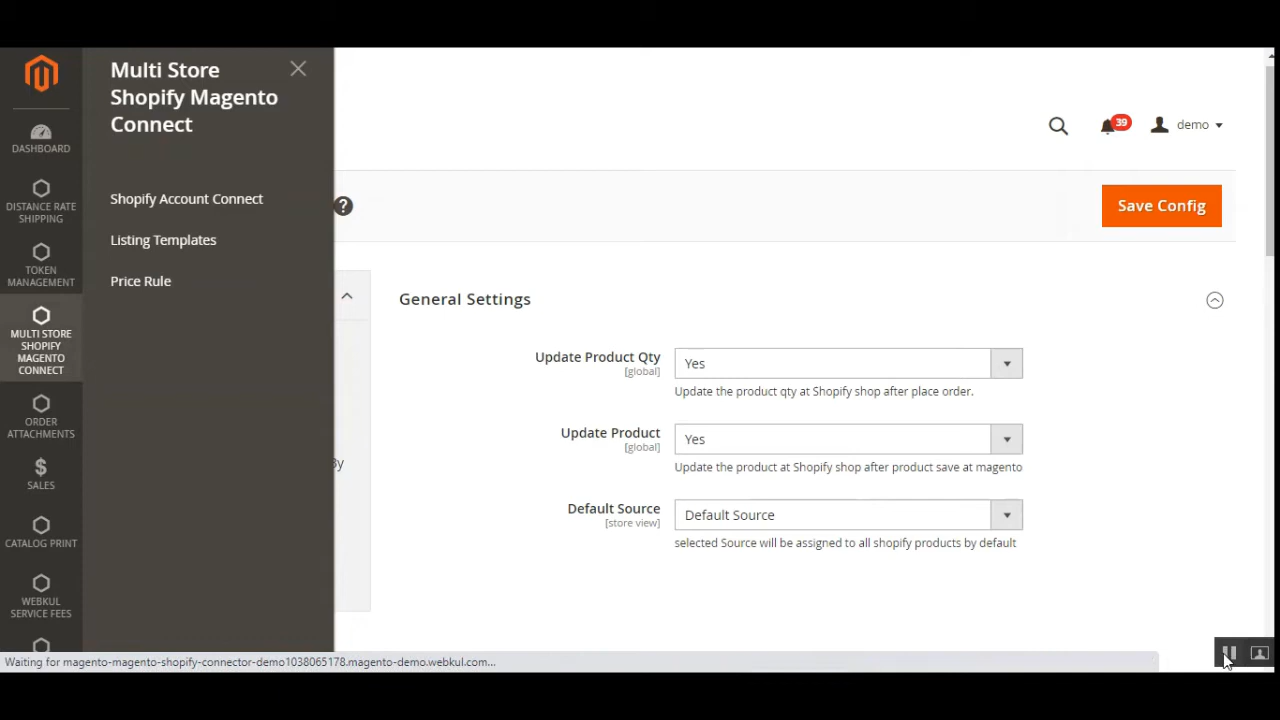 Multi Store
Shopify Magento
Connect
Shopify Account Connect
Listing Templates
Price Rule
DASHBOARD
DISTANCE RATE
SHIPPING
TOKEN
MANAGEMENT
MULTI STORE
SHOPIFY
MAGENTO
CONNECT
ORDER
ATTACHMENTS
$
SALES
CATALOG PRINT
WEBKUL
SERVICE FEES
39
demo
?
Save Config
By
General Settings
Update Product Qty
[global]
Yes
Update the product qty at Shopify shop after place order.
Update Product
[global]
Yes
Update the product at Shopify shop after product save at magento
Default Source
[store view]
Default Source
selected Source will be assigned to all shopify products by default
Waiting for magento-magento-shopify-connector-demo1038065178.magento-demo.webkul.com...